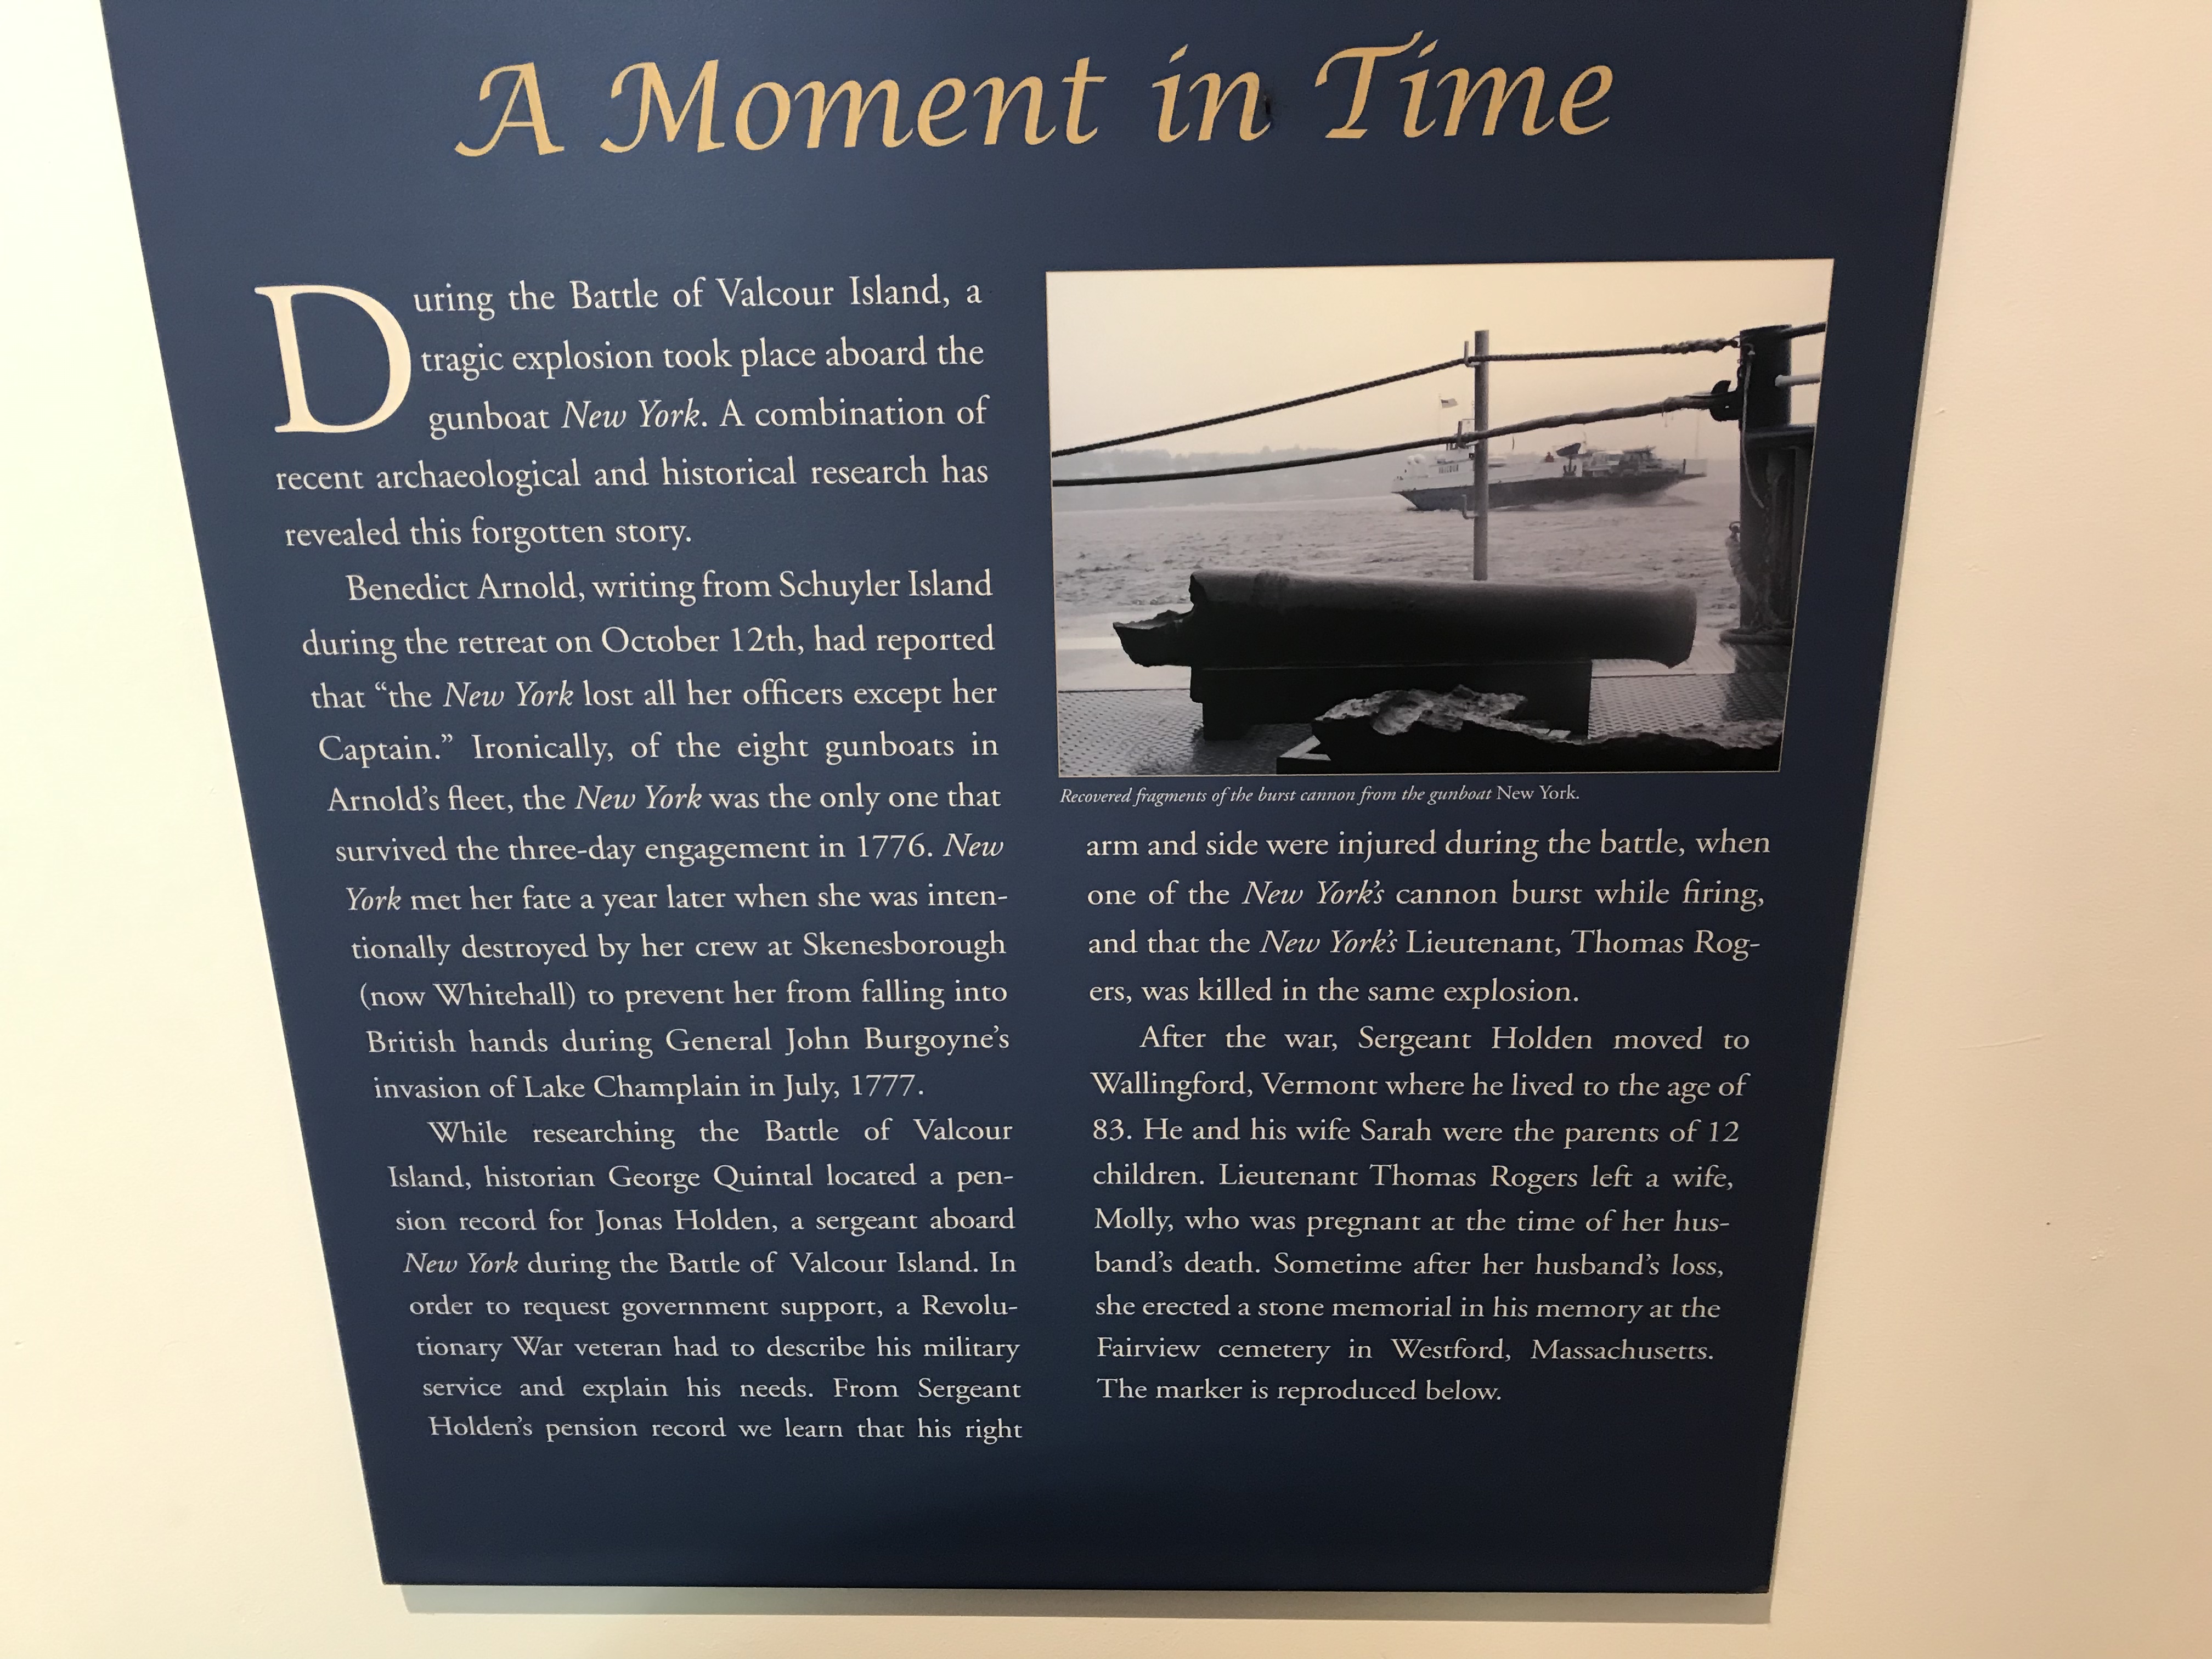 A Moment in Time
During the Battle of Valcour Island, a
tragic explosion took place aboard the
gunboat New York. A combination of
recent archaeological and historical research has
revealed this forgotten story.
Benedict Arnold, writing from Schuyler Island
during the retreat on October 12th, had reported
that “the New York lost all her officers except her
Captain.” Ironically, of the eight gunboats in
Arnold’s fleet, the New York was the only one that
survived the three-day engagement in 1776. New
York met her fate a year later when she was inten-
tionally destroyed by her crew at Skenesborough
(now Whitehall) to prevent her from falling into
British hands during General John Burgoyne’s
invasion of Lake Champlain in July, 1777.
While researching the Battle of Valcour
Island, historian George Quintal located a pen-
sion record for Jonas Holden, a sergeant aboard
New York during the Battle of Valcour Island. In
order to request government support, a Revolu-
tionary War veteran had to describe his military
service and explain his needs. From Sergeant
Holden’s pension record we learn that his right
Recovered fragments of the burst cannon from the gunboat New York.
arm and side were injured during the battle, when
one of the New York’s cannon burst while firing,
and that the New York’s Lieutenant, Thomas Rog-
ers, was killed in the same explosion.
After the war, Sergeant Holden moved to
Wallingford, Vermont where he lived to the age of
83. He and his wife Sarah were the parents of 12
children. Lieutenant Thomas Rogers left a wife,
Molly, who was pregnant at the time of her hus-
band’s death. Sometime after her husband’s loss,
she erected a stone memorial in his memory at the
Fairview cemetery in Westford, Massachusetts.
The marker is reproduced below.